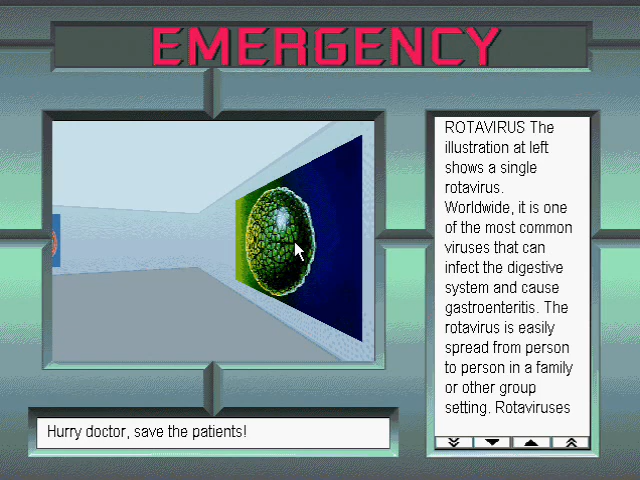 EMERGENCY
ROTAVIRUS The
illustration at left
shows a single
rotavirus.
Worldwide, it is one
of the most common
viruses that can
infect the digestive
system and cause
gastroenteritis. The
rotavirus is easily
spread from person
to person in a family
or other group
setting. Rotaviruses
Hurry doctor, save the patients!